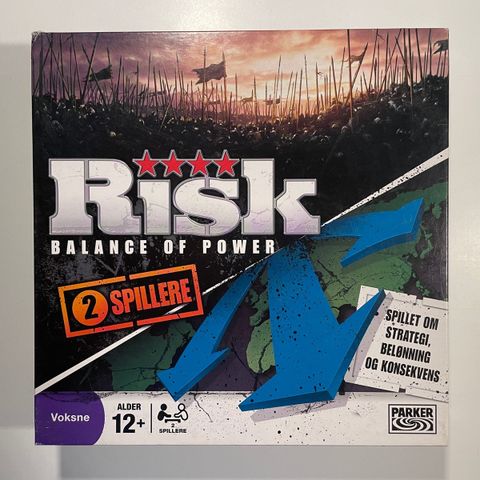 Risk
BALANCE OF POWER
2 SPILLERE
SPILLET OM
STRATEGI,
BELØNNING
OG KONSEKVENS
Voksne
ALDER
12+
2
SPILLERE
PARKER